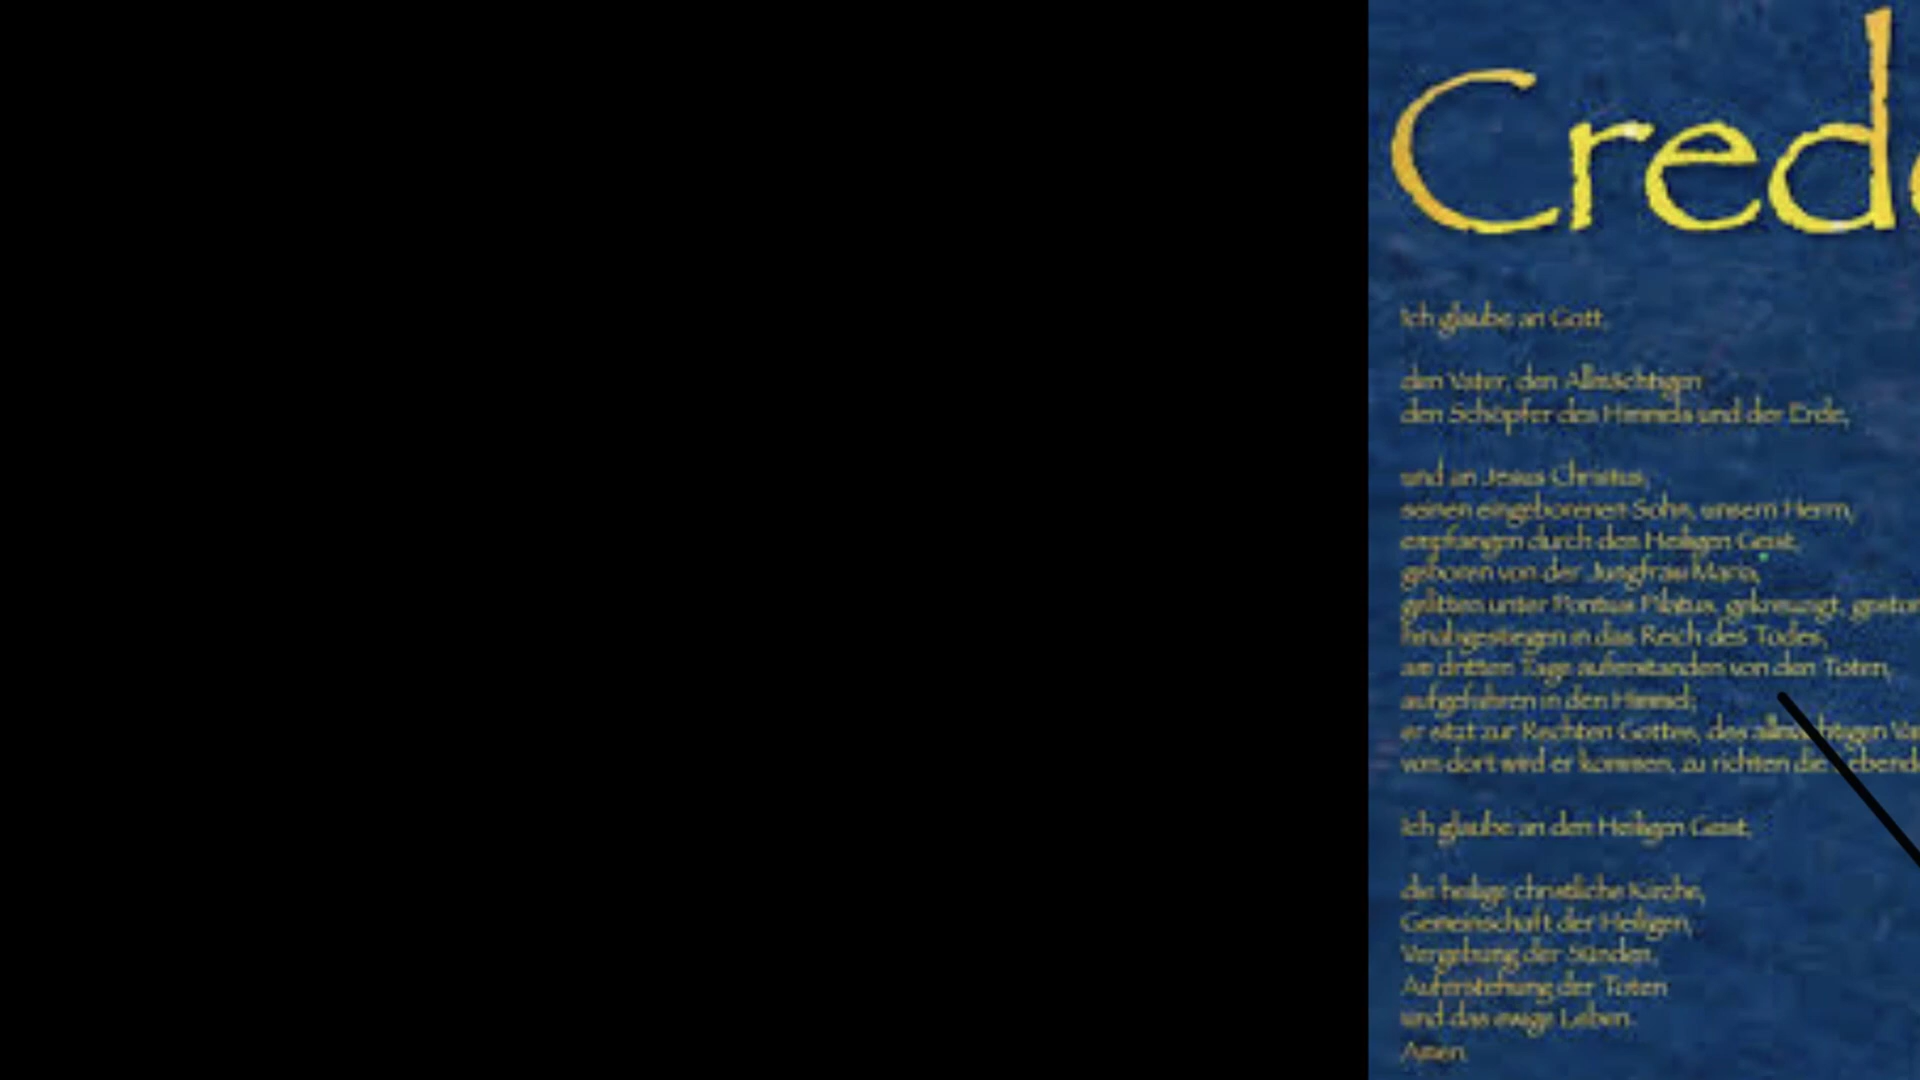 Cred
Ich glaube an Gott,
den Vater, den Allmächtigen
den Schöpfer des Himmels und der Erde,
und an Jesus Christus,
seinen eingeborenen Sohn, unsern Herrn,
empfangen durch den Heiligen Geist,
geboren von der Jungfrau Maria,
gelitten unter Pontius Pilatus, gekreuzigt,
hinabgestiegen in das Reich des Todes,
am dritten Tage auferstanden von den Toten,
aufgefahren in den Himmel;
er sitzt zur Rechten Gottes, des allmächtigen
von dort wird er kommen, zu richten die
Ich glaube an den Heiligen Geist,
die heilige christliche Kirche,
Gemeinschaft der Heiligen,
Vergebung der Sünden,
Auferstehung der Toten
und das ewige Leben.
Amen.